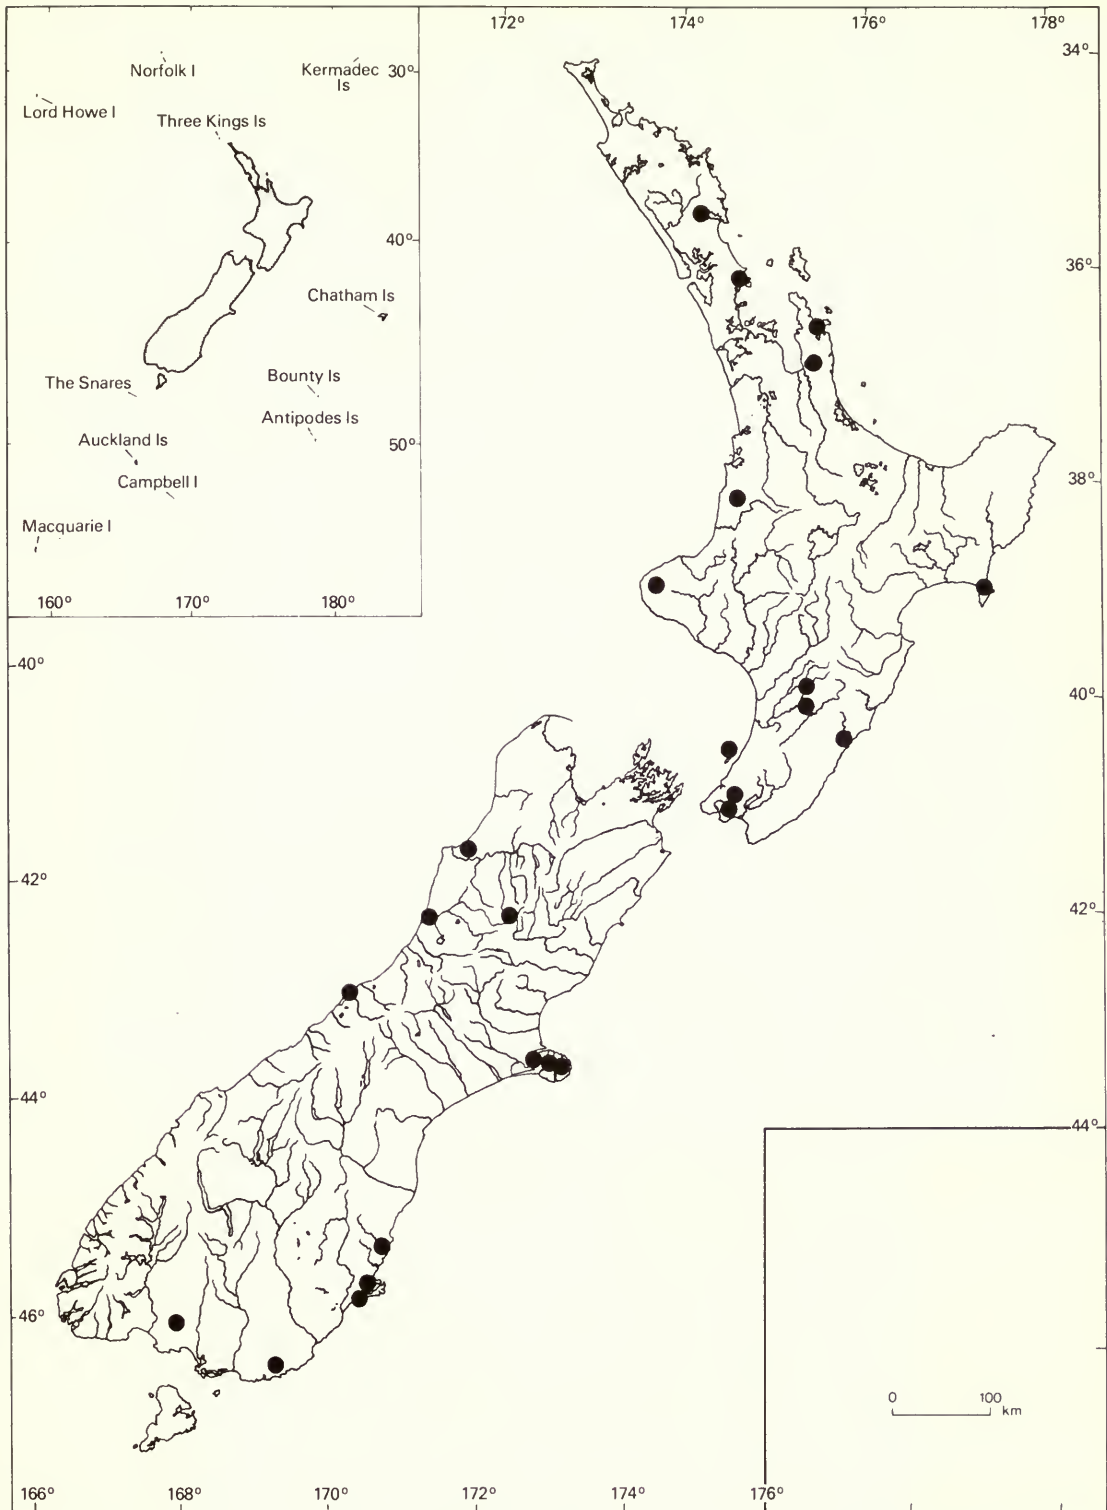 172° 174° 176° 178°
34°
Norfolk I
Kermadec Is
30°
Lord Howe I
Three Kings Is
40°
36°
Chatham Is
The Snares
Bounty Is
Antipodes Is
Auckland Is
50°
Campbell I
38°
Macquarie I
160° 170° 180°
40°
40°
42°
42°
44°
44°
46°
0 100
km
166° 168° 170° 172° 174° 176°